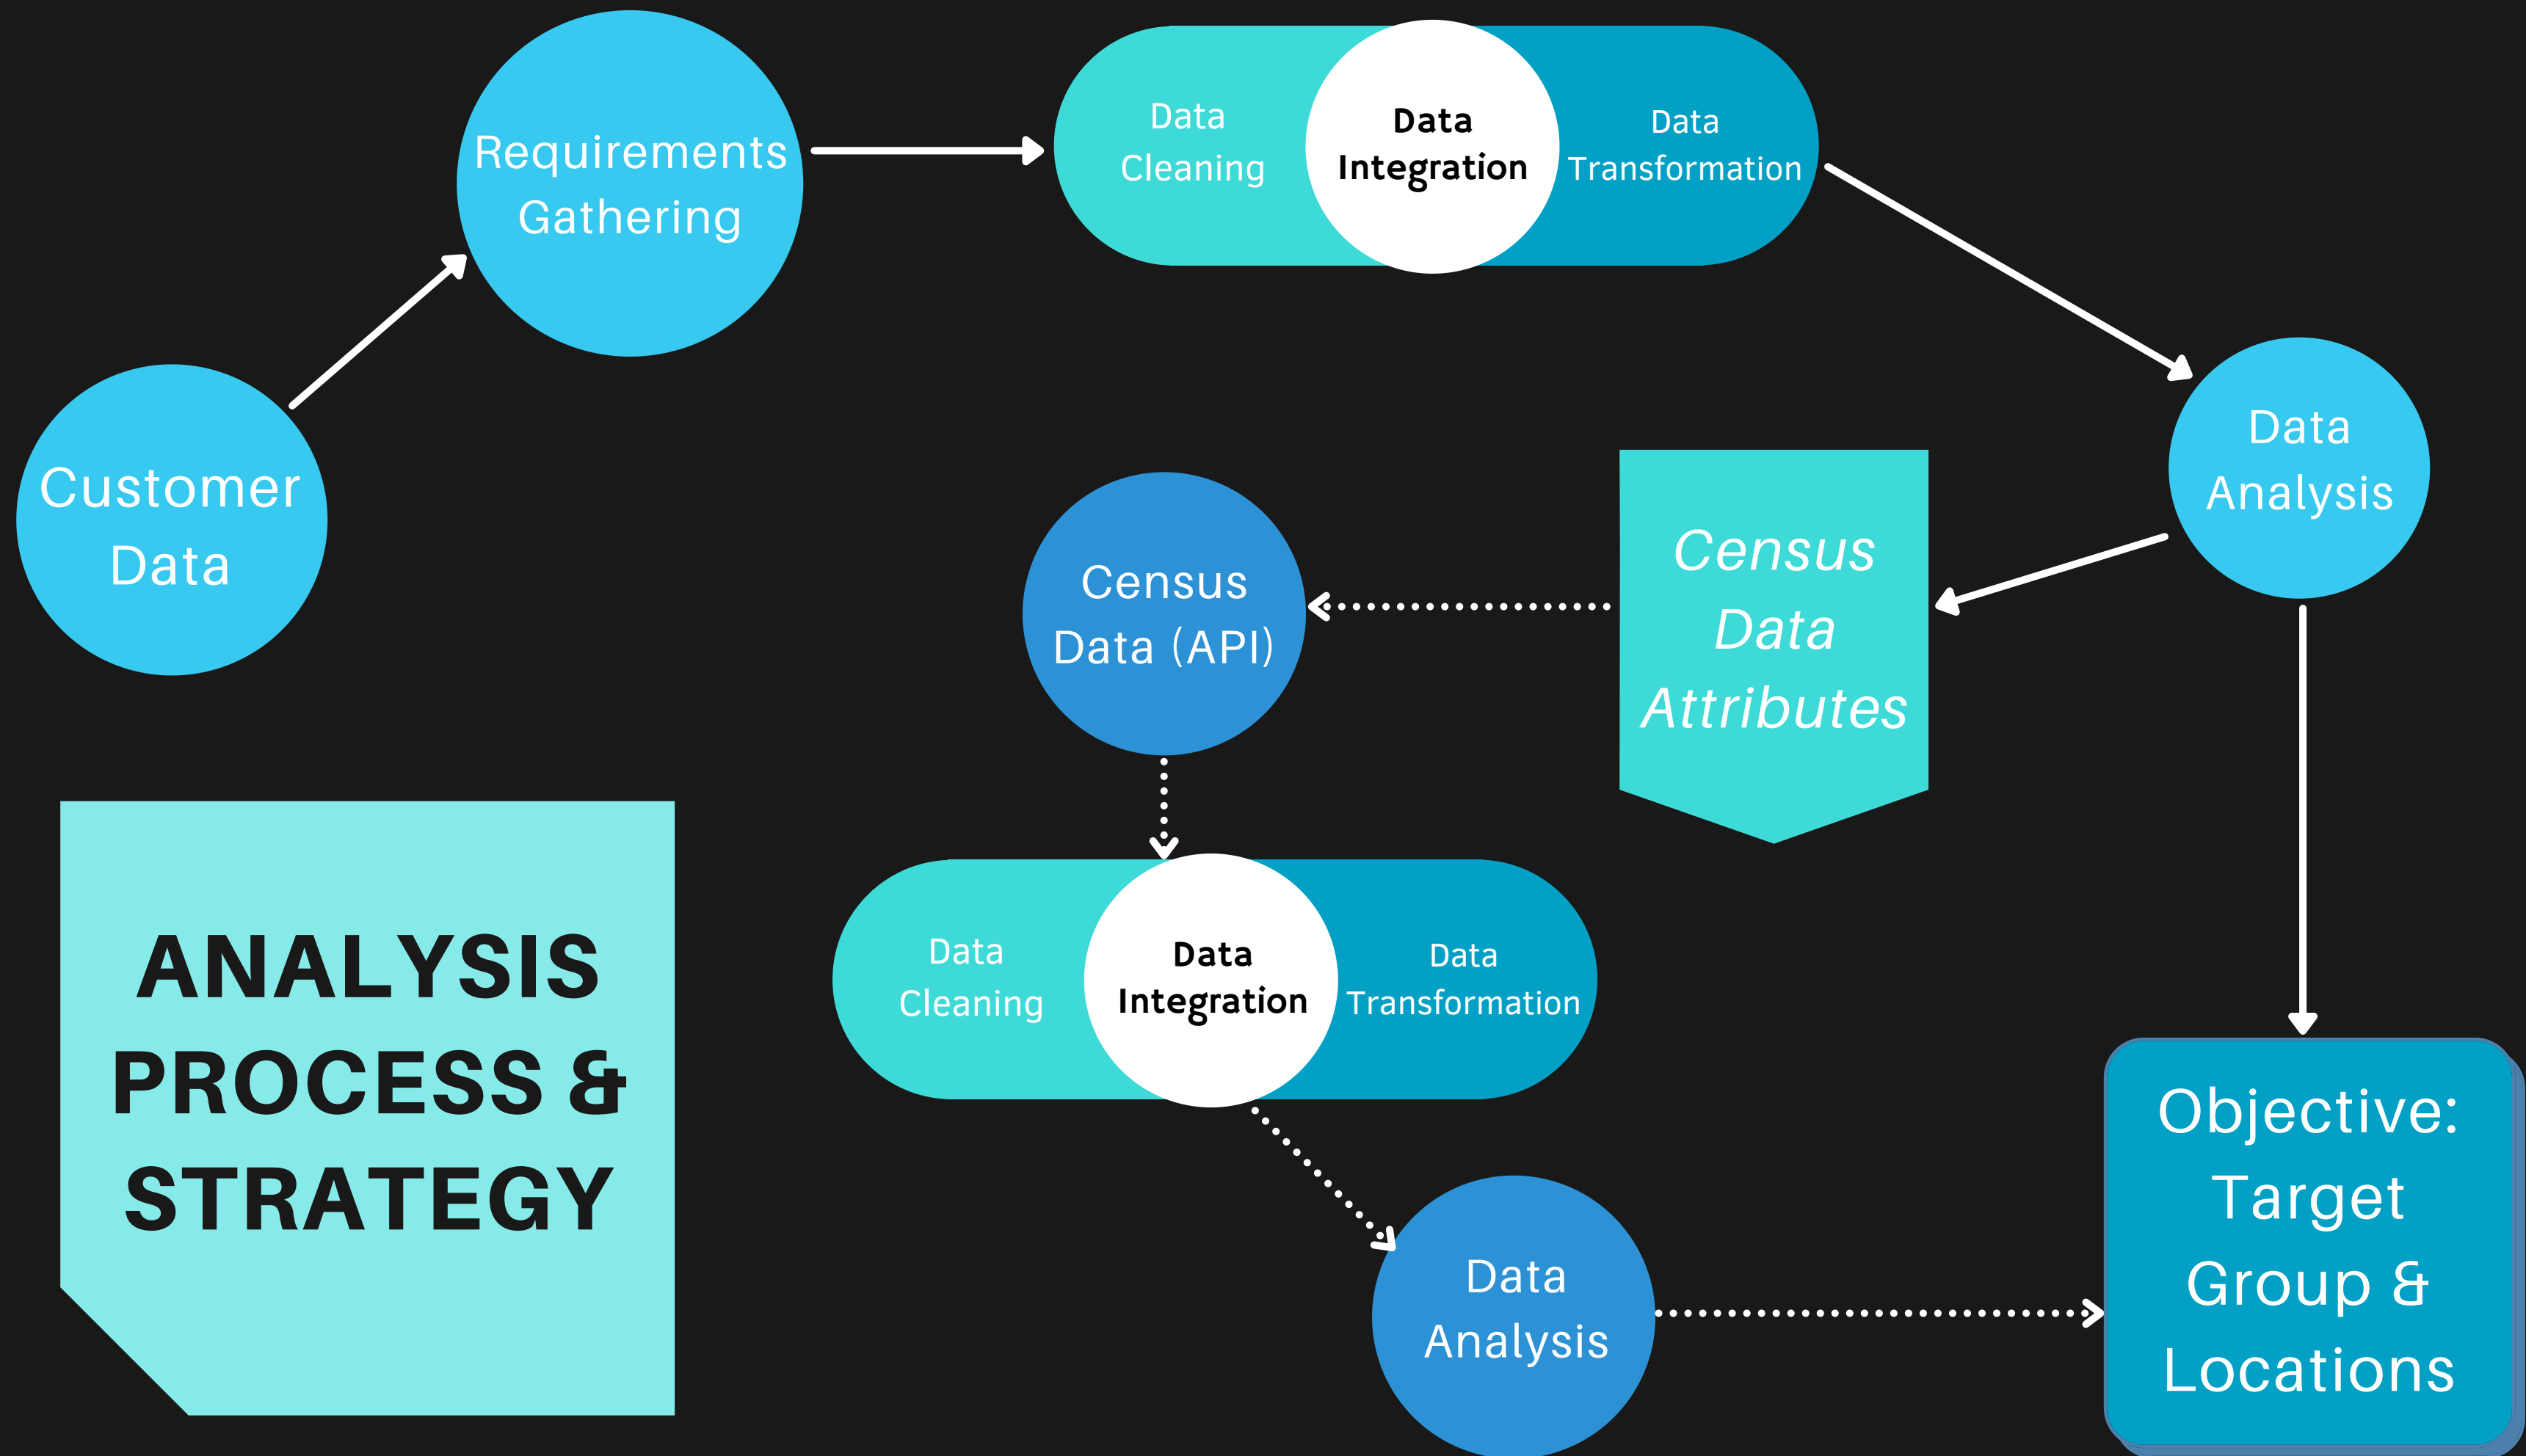 Customer
Data
Requirements
Gathering
Data
Cleaning
Data
Integration
Data
Transformation
Data
Analysis
Census
Data
Attributes
Census
Data (API)
Data
Cleaning
Data
Integration
Data
Transformation
Data
Analysis
Objective:
Target
Group &
Locations
ANALYSIS
PROCESS &
STRATEGY